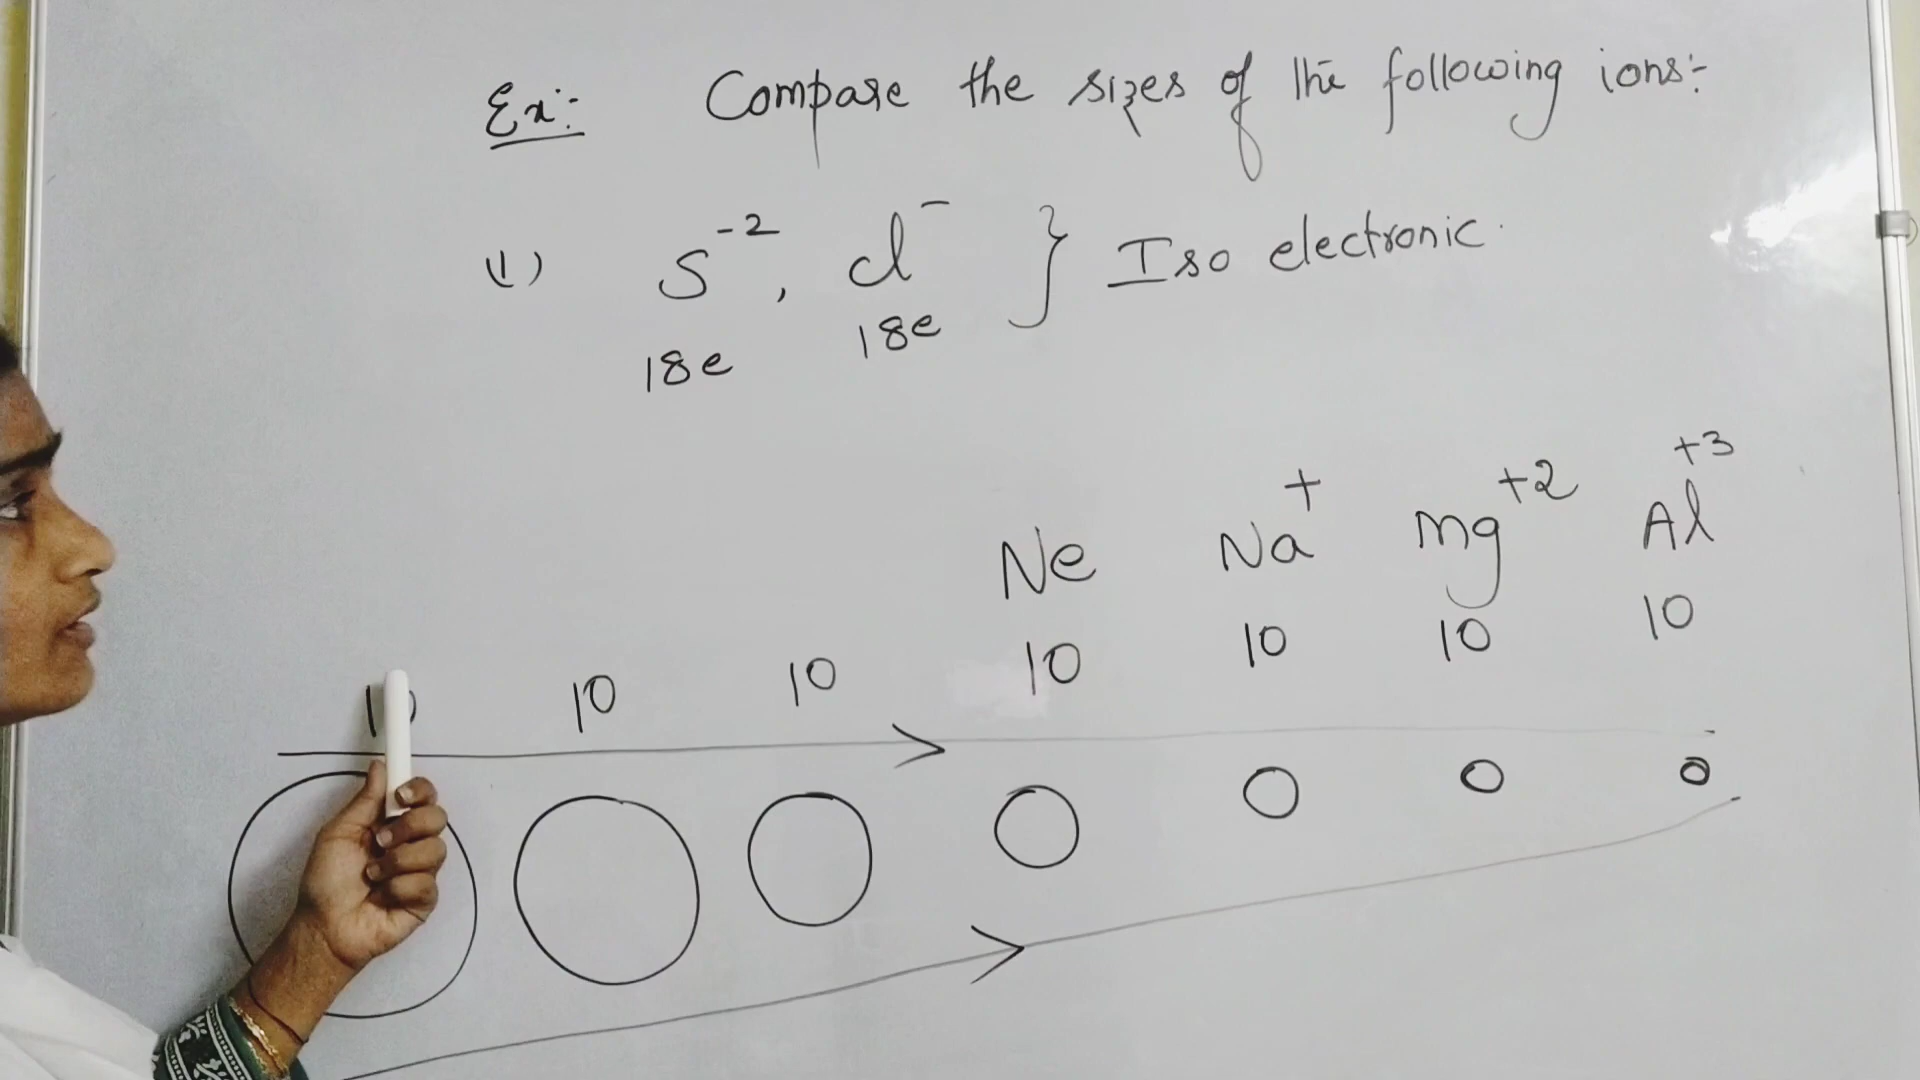 Ex:- Compare the sizes of the following ions:-
(1) S⁻², Cl⁻ } Iso electronic.
18e 18e
Ne Na⁺ Mg⁺² Al⁺³
10 10 10 10 10 10 10